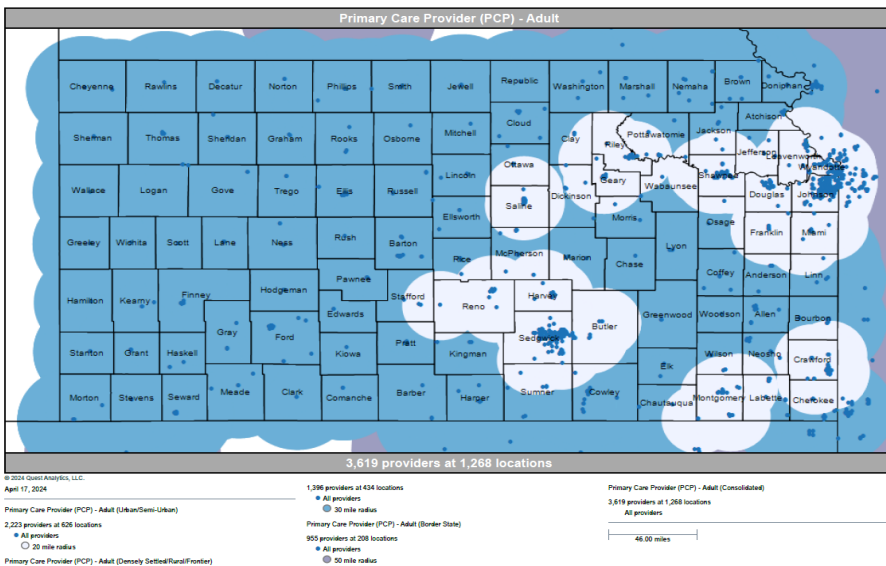 Primary Care Provider (PCP) - Adult
Cheyenne Rawlins Decatur Norton Phillips Smith Jewell Republic Washington Marshall Nemaha Brown Doniphan
Atchison
Sherman Thomas Sheridan Graham Rooks Osborne Mitchell Cloud Clay Riley Pottawatomie Jackson Jefferson Leavenworth
Wyandotte
Wallace Logan Gove Trego Ellis Russell Lincoln Ottawa Saline Dickinson Geary Wabaunsee Shawnee Douglas Johnson
Greeley Wichita Scott Lane Ness Rush Barton Ellsworth Rice McPherson Marion Morris Chase Lyon Osage Franklin Miami
Hamilton Kearny Finney Hodgeman Pawnee Stafford Reno Harvey Butler Greenwood Coffey Anderson Linn
Gray Ford Edwards Pratt Sedgwick Woodson Allen Bourbon
Stanton Grant Haskell Kiowa Kingman Elk Wilson Neosho Crawford
Morton Stevens Seward Meade Clark Comanche Barber Harper Sumner Cowley Chautauqua Montgomery Labette Cherokee
3,619 providers at 1,268 locations
© 2024 Quest Analytics, LLC.
April 17, 2024
Primary Care Provider (PCP) - Adult (Urban/Semi-Urban)
2,223 providers at 626 locations
All providers
20 mile radius
Primary Care Provider (PCP) - Adult (Densely Settled/Rural/Frontier)
1,396 providers at 434 locations
All providers
30 mile radius
Primary Care Provider (PCP) - Adult (Border State)
955 providers at 208 locations
All providers
50 mile radius
Primary Care Provider (PCP) - Adult (Consolidated)
3,619 providers at 1,268 locations
All providers
46.00 miles